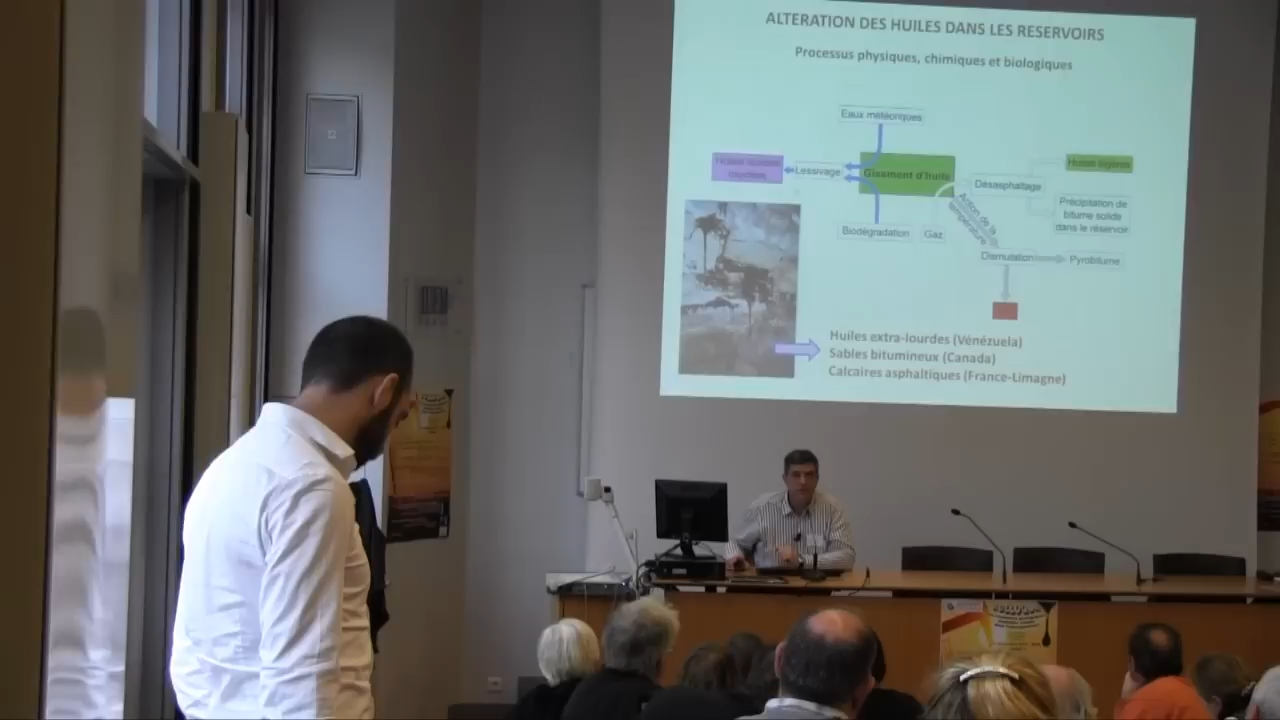 ALTERATION DES HUILES DANS LES RESERVOIRS
Processus physiques, chimiques et biologiques
Eaux météoriques
Lessivage
Gisement d'huile
Désasphaltage
Huiles légères
Précipitation de
bitume solide
dans le réservoir
Biodégradation
Gaz
Action de la
température
Dismutation
Pyrobitume
Huiles extra-lourdes (Vénézuela)
Sables bitumineux (Canada)
Calcaires asphaltiques (France-Limagne)
COLLOQUE